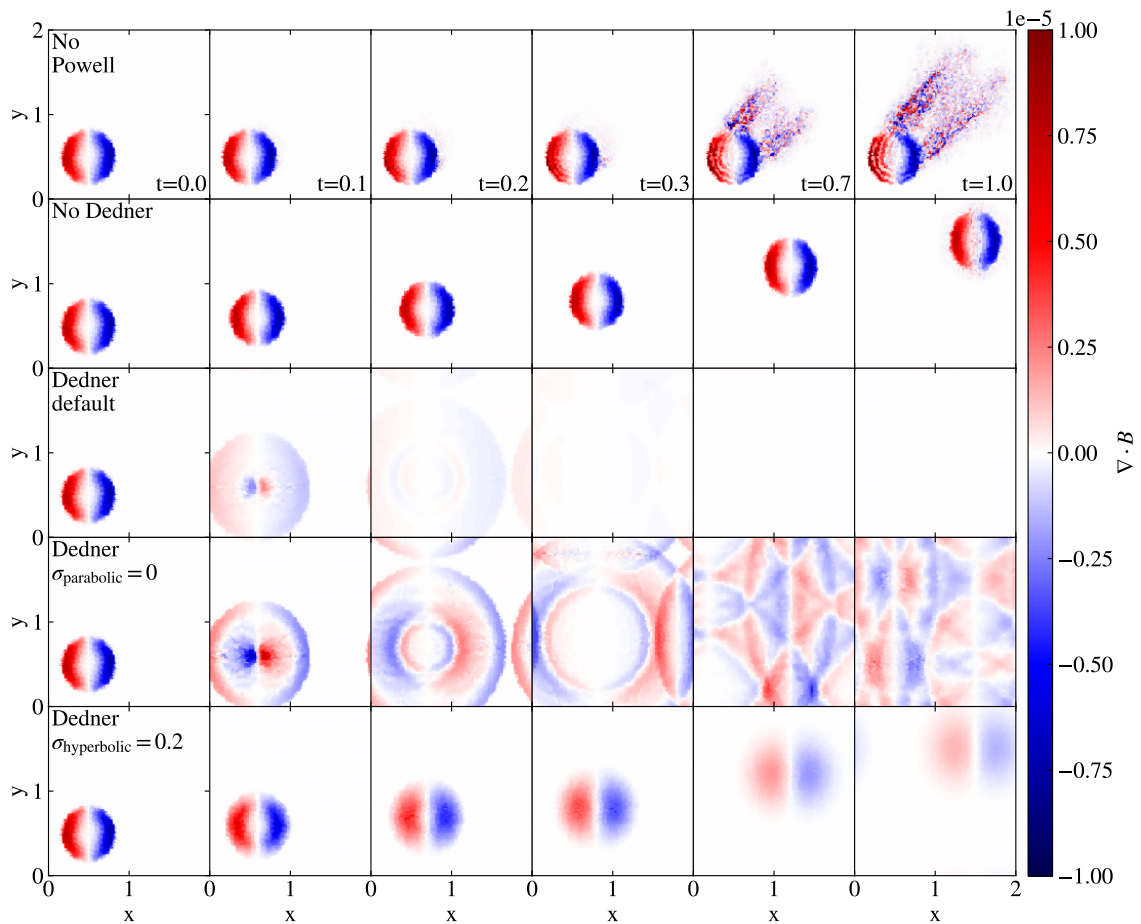 1e-5
2
No
Powell
1.00
y
1
0.75
0
t=0.0
t=0.1
t=0.2
t=0.3
t=0.7
t=1.0
No Dedner
0.50
y
1
0
0.25
Dedner
default
y
1
0.00
∇·B
0
Dedner
σparabolic = 0
−0.25
y
1
0
−0.50
Dedner
σhyperbolic = 0.2
y
1
−0.75
0
−1.00
0 1 0 1 0 1 0 1 0 1 0 1 2
x x x x x x